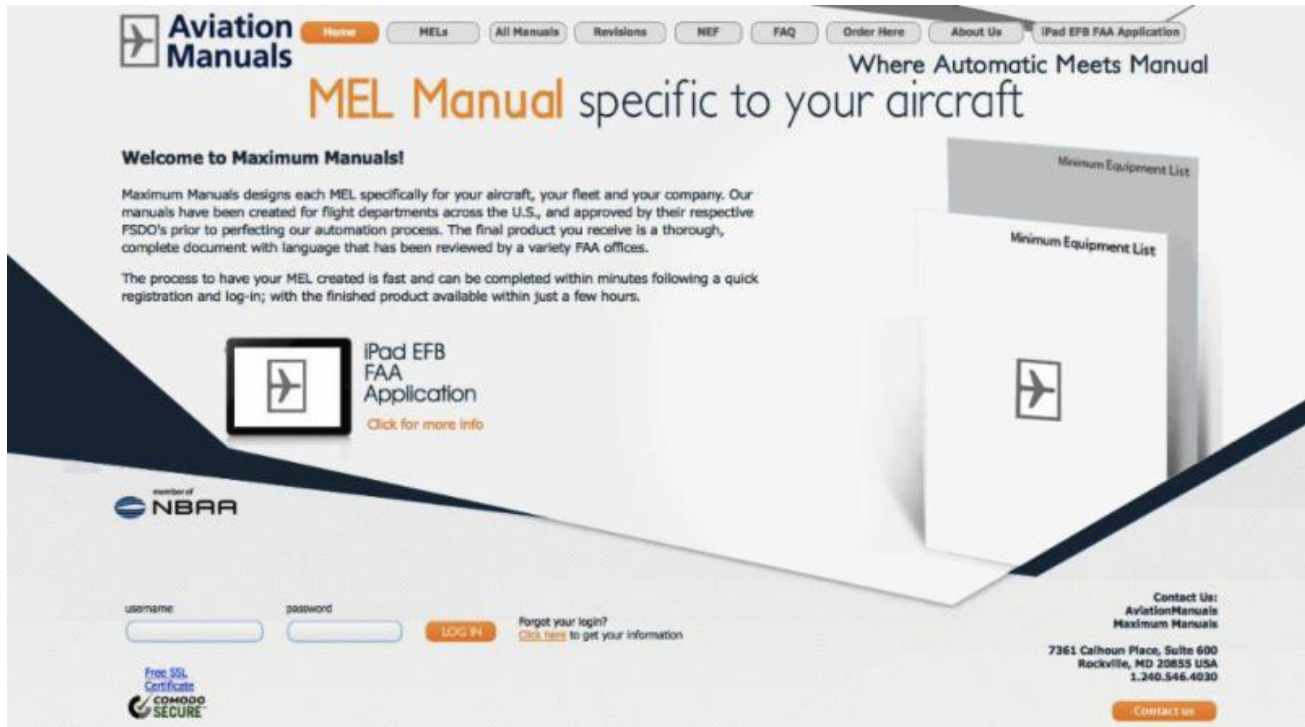 Aviation
Manuals
Home
MELs
All Manuals
Revisions
NEF
FAQ
Order Here
About Us
iPad EFB FAA Application
Where Automatic Meets Manual
MEL Manual specific to your aircraft
Welcome to Maximum Manuals!
Maximum Manuals designs each MEL specifically for your aircraft, your fleet and your company. Our
manuals have been created for flight departments across the U.S., and approved by their respective
FSDO's prior to perfecting our automation process. The final product you receive is a thorough,
complete document with language that has been reviewed by a variety FAA offices.
The process to have your MEL created is fast and can be completed within minutes following a quick
registration and log-in; with the finished product available within just a few hours.
Minimum Equipment List
Minimum Equipment List
iPad EFB
FAA
Application
Click for more info
member of
NBAA
username
password
LOG IN
Forgot your login?
Click here to get your information
Free SSL
Certificate
COMODO
SECURE
Contact Us:
AviationManuals
Maximum Manuals
7361 Calhoun Place, Suite 600
Rockville, MD 20855 USA
1.240.546.4030
Contact us